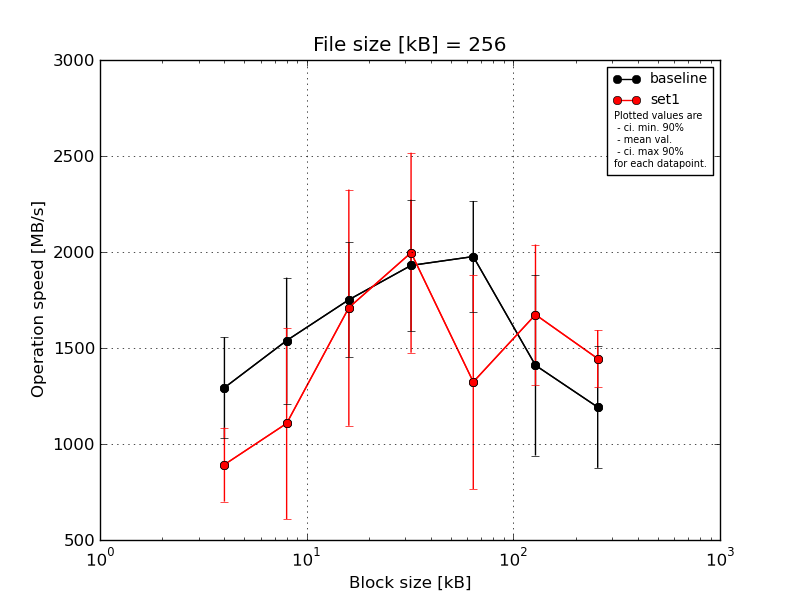 File size [kB] = 256
3000
2500
2000
1500
1000
500
Operation speed [MB/s]
baseline
set1
Plotted values are
- ci. min. 90%
- mean val.
- ci. max 90%
for each datapoint.
10^0 10^1 10^2 10^3
Block size [kB]